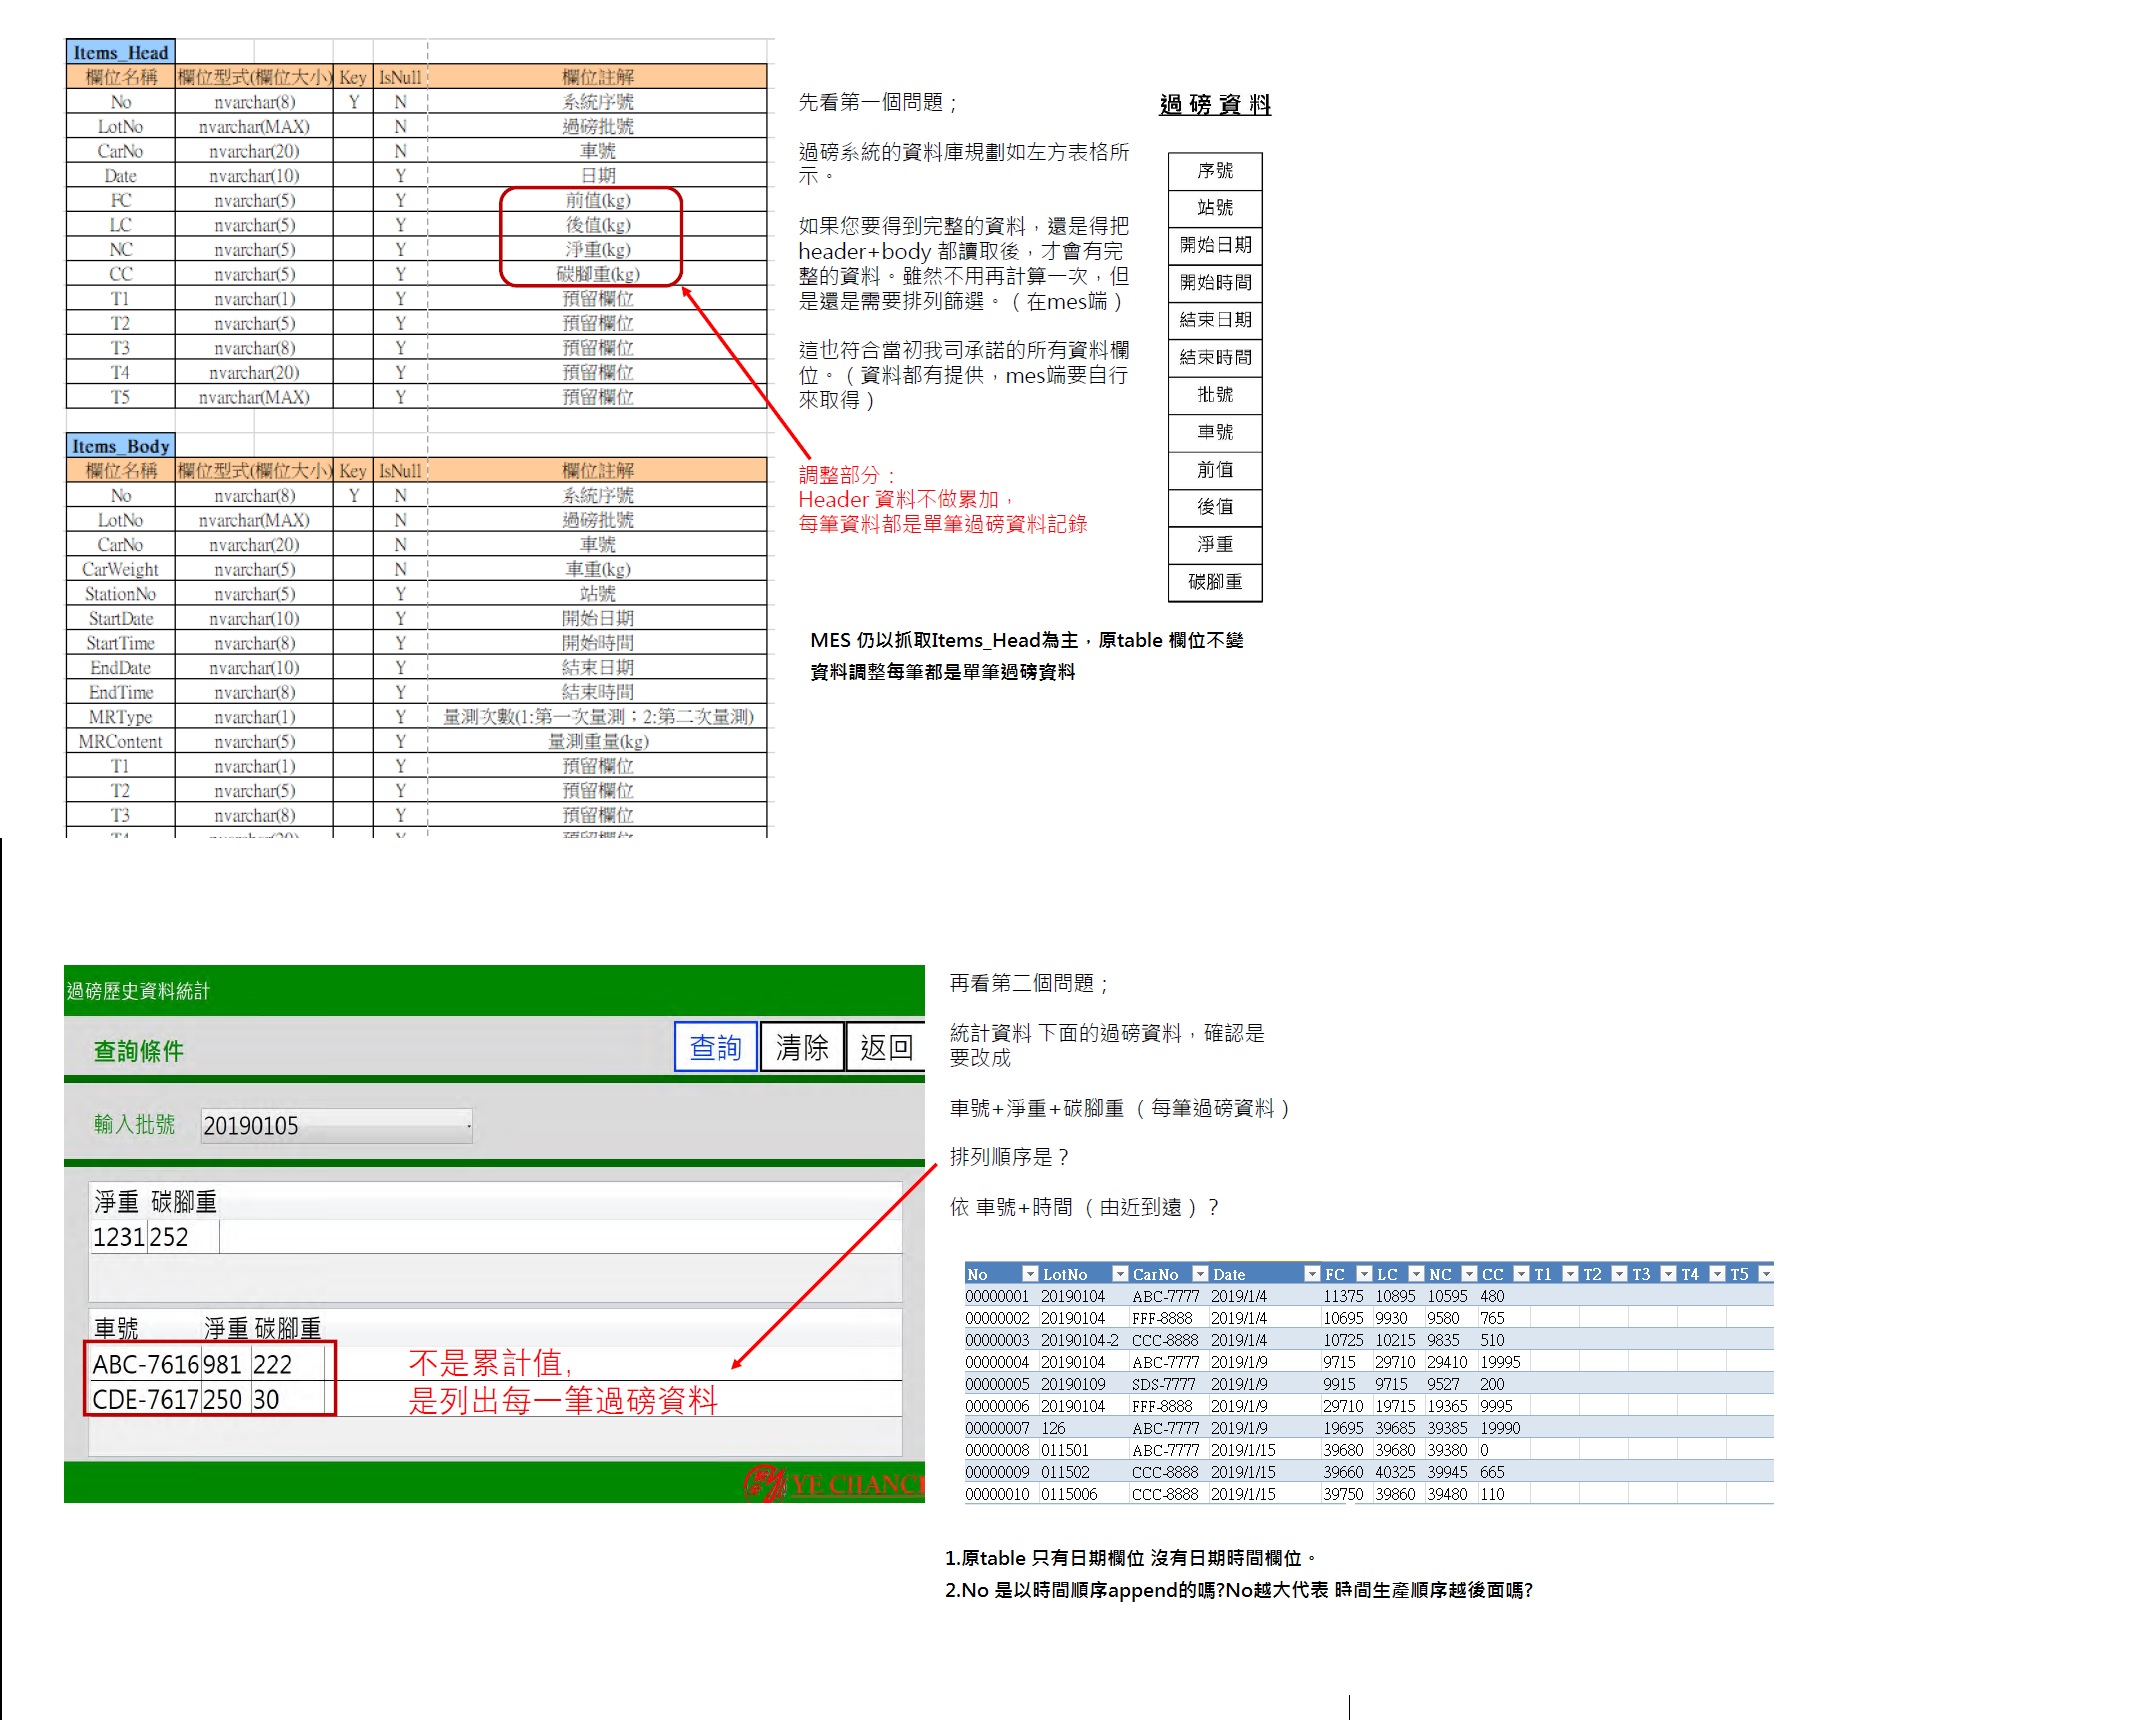 Items_Head
欄位名稱 欄位型式(欄位大小) Key IsNull 欄位註解
No nvarchar(8) Y N 系統序號
LotNo nvarchar(MAX) N 過磅批號
CarNo nvarchar(20) N 車號
Date nvarchar(10) Y 日期
FC nvarchar(5) Y 前值(kg)
LC nvarchar(5) Y 後值(kg)
NC nvarchar(5) Y 淨重(kg)
CC nvarchar(5) Y 碳腳重(kg)
T1 nvarchar(1) Y 預留欄位
T2 nvarchar(5) Y 預留欄位
T3 nvarchar(8) Y 預留欄位
T4 nvarchar(20) Y 預留欄位
T5 nvarchar(MAX) Y 預留欄位
Items_Body
欄位名稱 欄位型式(欄位大小) Key IsNull 欄位註解
No nvarchar(8) Y N 系統序號
LotNo nvarchar(MAX) N 過磅批號
CarNo nvarchar(20) N 車號
CarWeight nvarchar(5) N 車重(kg)
StationNo nvarchar(5) Y 站號
StartDate nvarchar(10) Y 開始日期
StartTime nvarchar(8) Y 開始時間
EndDate nvarchar(10) Y 結束日期
EndTime nvarchar(8) Y 結束時間
MRType nvarchar(1) Y 量測次數(1:第一次量測；2:第二次量測)
MRContent nvarchar(5) Y 量測重量(kg)
T1 nvarchar(1) Y 預留欄位
T2 nvarchar(5) Y 預留欄位
T3 nvarchar(8) Y 預留欄位
先看第一個問題；
過磅系統的資料庫規劃如左方表格所
示。
如果您要得到完整的資料，還是得把
header+body 都讀取後，才會有完
整的資料。雖然不用再計算一次，但
是還是需要排列篩選。（在mes端）
這也符合當初我司承諾的所有資料欄
位。（資料都有提供，mes端要自行
來取得）
調整部分：
Header 資料不做累加，
每筆資料都是單筆過磅資料記錄
過磅資料
序號
站號
開始日期
開始時間
結束日期
結束時間
批號
車號
前值
後值
淨重
碳腳重
MES 仍以抓取Items_Head為主，原table 欄位不變
資料調整每筆都是單筆過磅資料
過磅歷史資料統計
查詢條件 查詢 清除 返回
輸入批號 20190105
淨重 碳腳重
1231 252
車號 淨重 碳腳重
ABC-7616 981 222
CDE-7617 250 30
不是累計值,
是列出每一筆過磅資料
YE CHANC
再看第二個問題；
統計資料 下面的過磅資料，確認是
要改成
車號+淨重+碳腳重 （每筆過磅資料）
排列順序是？
依 車號+時間 （由近到遠）？
No LotNo CarNo Date FC LC NC CC T1 T2 T3 T4 T5
00000001 20190104 ABC-7777 2019/1/4 11375 10895 10595 480
00000002 20190104 FFF-8888 2019/1/4 10695 9930 9580 765
00000003 20190104-2 CCC-8888 2019/1/4 10725 10215 9835 510
00000004 20190104 ABC-7777 2019/1/9 9715 29710 29410 19995
00000005 20190109 SDS-7777 2019/1/9 9915 9715 9527 200
00000006 20190104 FFF-8888 2019/1/9 29710 19715 19365 9995
00000007 126 ABC-7777 2019/1/9 19695 39685 39385 19990
00000008 011501 ABC-7777 2019/1/15 39680 39680 39380 0
00000009 011502 CCC-8888 2019/1/15 39660 40325 39945 665
00000010 0115006 CCC-8888 2019/1/15 39750 39860 39480 110
1.原table 只有日期欄位 沒有日期時間欄位。
2.No 是以時間順序append的嗎?No越大代表 時間生產順序越後面嗎?